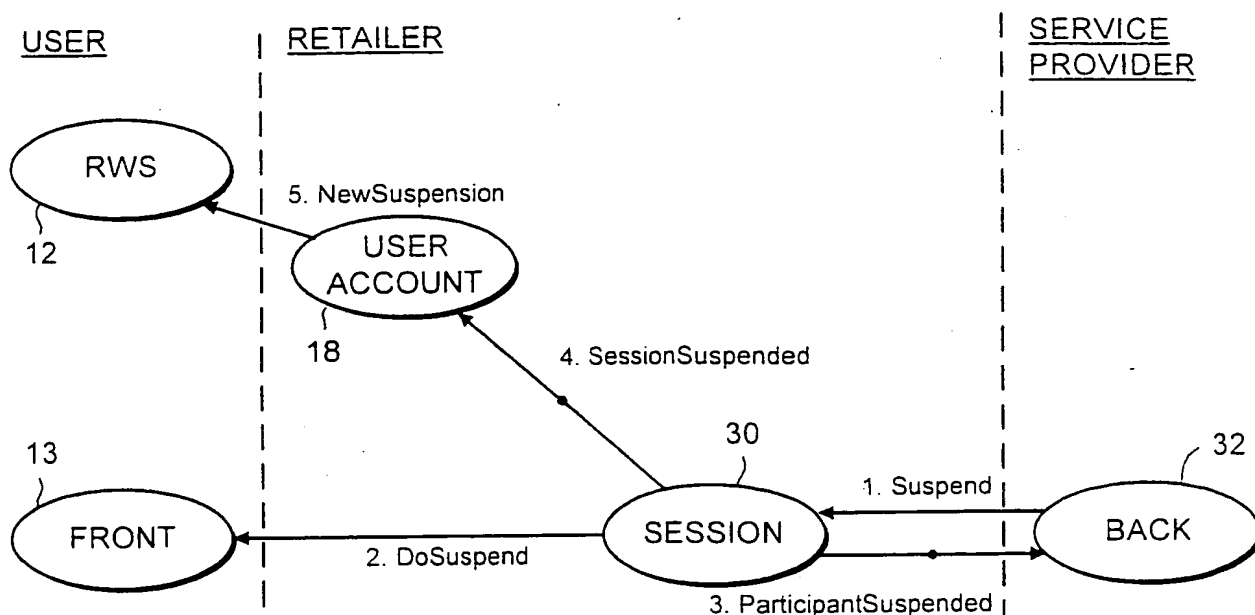 USER
RETAILER
SERVICE
PROVIDER
RWS
12
5. NewSuspension
USER
ACCOUNT
18
4. SessionSuspended
13
FRONT
2. DoSuspend
30
SESSION
1. Suspend
32
BACK
3. ParticipantSuspended